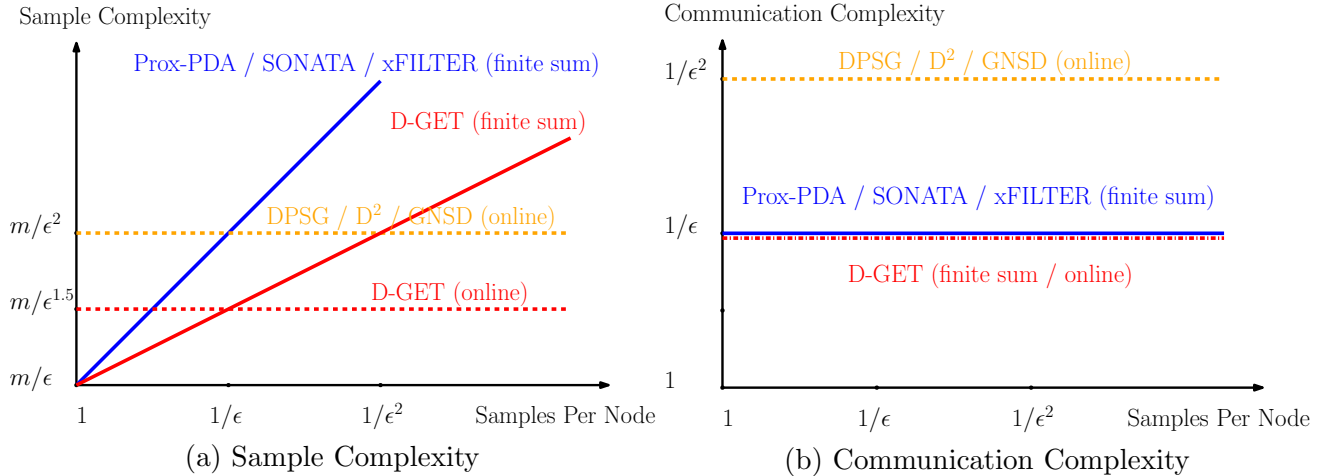 Sample Complexity
Prox-PDA / SONATA / xFILTER (finite sum)
D-GET (finite sum)
m/ϵ²
DPSG / D² / GNSD (online)
m/ϵ^1.5
D-GET (online)
m/ϵ
1
1/ϵ
1/ϵ²
Samples Per Node
(a) Sample Complexity
Communication Complexity
1/ϵ²
DPSG / D² / GNSD (online)
Prox-PDA / SONATA / xFILTER (finite sum)
1/ϵ
D-GET (finite sum / online)
1
1
1/ϵ
1/ϵ²
Samples Per Node
(b) Communication Complexity